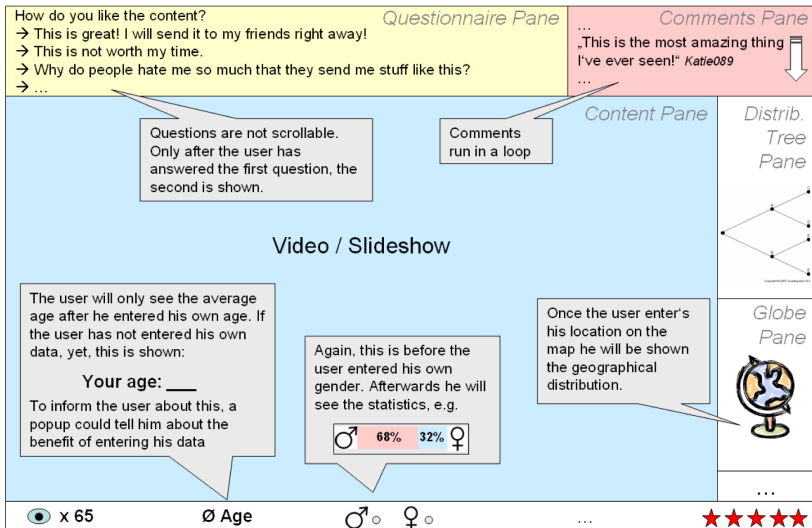 How do you like the content?
→ This is great! I will send it to my friends right away!
→ This is not worth my time.
→ Why do people hate me so much that they send me stuff like this?
→ ...
Questionnaire Pane
Comments Pane
...
„This is the most amazing thing
I've ever seen!“ Katie089
...
Questions are not scrollable.
Only after the user has
answered the first question, the
second is shown.
Comments
run in a loop
Content Pane
Distrib.
Tree
Pane
Video / Slideshow
The user will only see the average
age after he entered his own age. If
the user has not entered his own
data, yet, this is shown:
Your age: ___
To inform the user about this, a
popup could tell him about the
benefit of entering his data
Again, this is before the
user entered his own
gender. Afterwards he will
see the statistics, e.g.
♂ 68% 32% ♀
Once the user enter's
his location on the
map he will be shown
the geographical
distribution.
Globe
Pane
...
x 65
Ø Age
♂ ♀
...